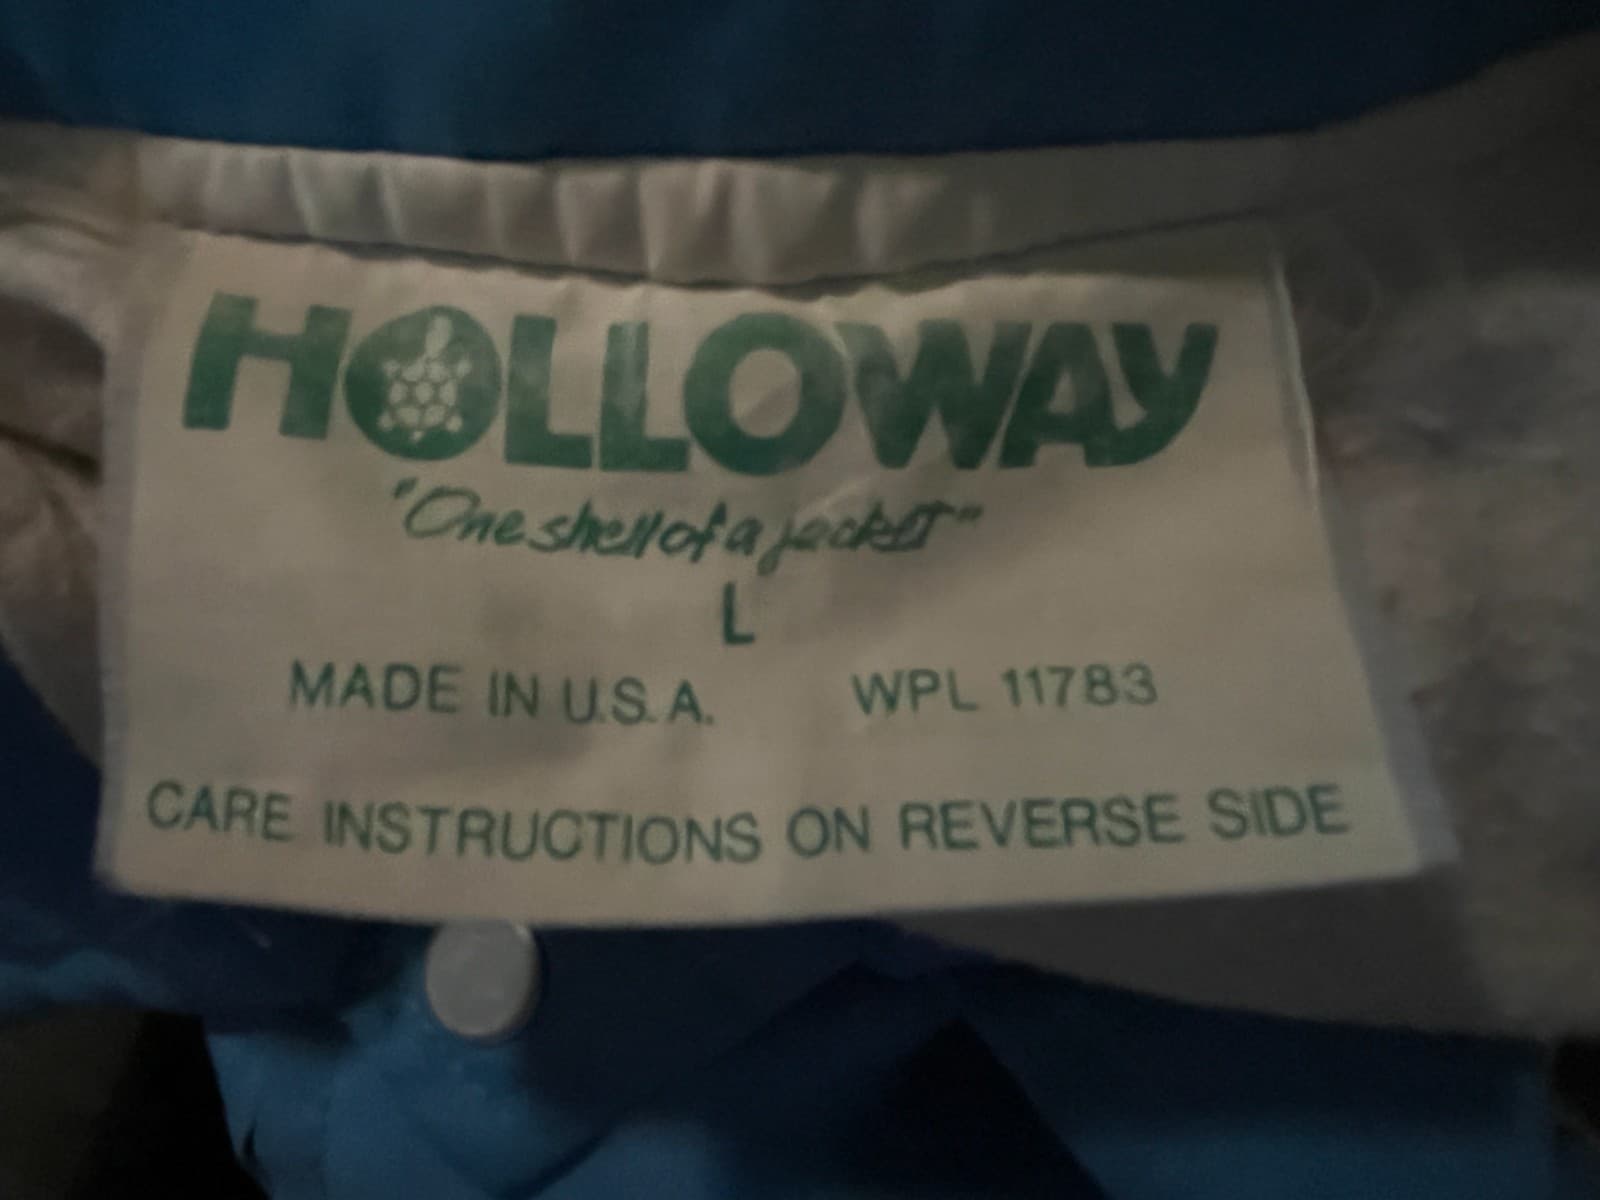 HOLLOWAY
"One shell of a jacket"
L
MADE IN U.S.A. WPL 11783
CARE INSTRUCTIONS ON REVERSE SIDE